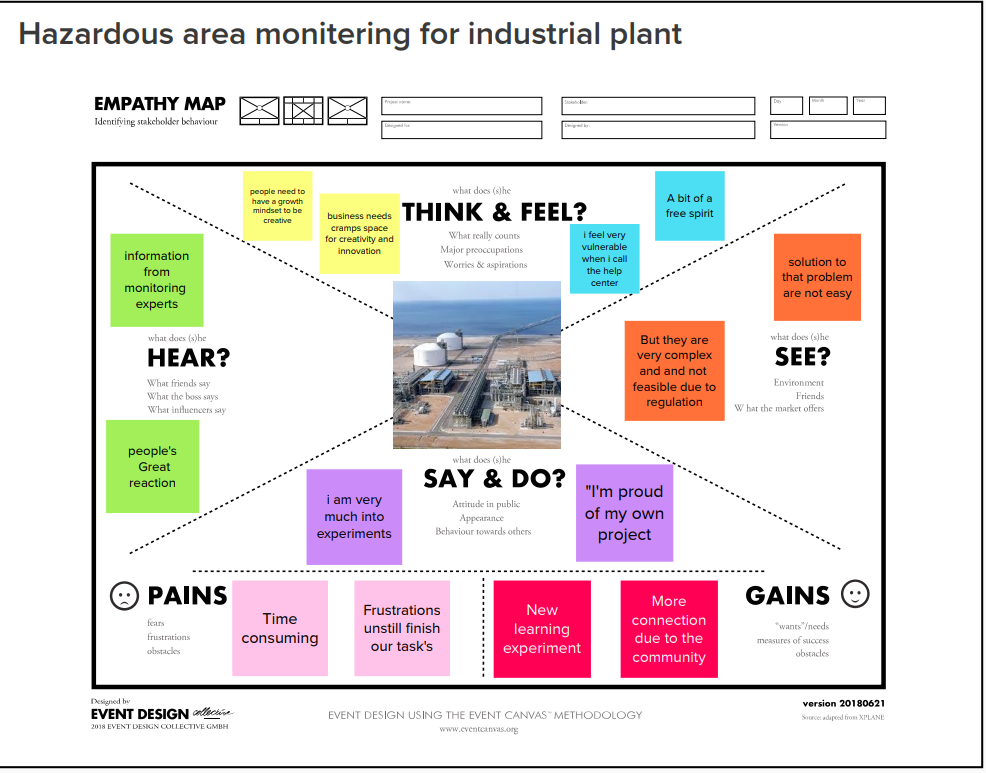 Hazardous area monitering for industrial plant
EMPATHY MAP
Identifying stakeholder behaviour
Project name
Stakeholder
Day
Month
Year
Designed for
Designed by
Version
people need to
have a growth
mindset to be
creative
business needs
cramps space
for creativity and
innovation
what does (s)he
THINK & FEEL?
What really counts
Major preoccupations
Worries & aspirations
i feel very
vulnerable
when i call
the help
center
A bit of a
free spirit
information
from
monitoring
experts
what does (s)he
HEAR?
What friends say
What the boss says
What influencers say
people's
Great
reaction
solution to
that problem
are not easy
But they are
very complex
and and not
feasible due to
regulation
what does (s)he
SEE?
Environment
Friends
W hat the market offers
what does (s)he
SAY & DO?
Attitude in public
Appearance
Behaviour towards others
i am very
much into
experiments
"I'm proud
of my own
project
PAINS
fears
frustrations
obstacles
Time
consuming
Frustrations
unstill finish
our task's
New
learning
experiment
More
connection
due to the
community
GAINS
"wants"/needs
measures of success
obstacles
Designed by
EVENT DESIGN collective
2018 EVENT DESIGN COLLECTIVE GMBH
EVENT DESIGN USING THE EVENT CANVAS™ METHODOLOGY
www.eventcanvas.org
version 20180621
Source: adapted from XPLANE